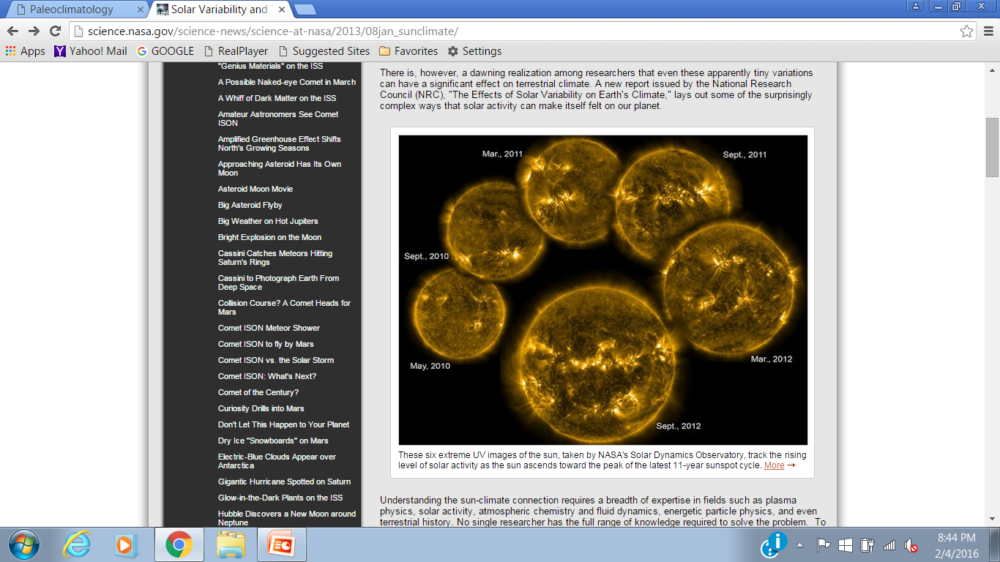 Paleoclimatology
Solar Variability and
science.nasa.gov/science-news/science-at-nasa/2013/08jan_sunclimate/
Apps Yahoo! Mail GOOGLE RealPlayer Suggested Sites Favorites Settings
"Genius Materials" on the ISS
A Possible Naked-eye Comet in March
A Whiff of Dark Matter on the ISS
Amateur Astronomers See Comet
ISON
Amplified Greenhouse Effect Shifts
North's Growing Seasons
Approaching Asteroid Has Its Own
Moon
Asteroid Moon Movie
Big Asteroid Flyby
Big Weather on Hot Jupiters
Bright Explosion on the Moon
Cassini Catches Meteors Hitting
Saturn's Rings
Cassini to Photograph Earth From
Deep Space
Collision Course? A Comet Heads for
Mars
Comet ISON Meteor Shower
Comet ISON to fly by Mars
Comet ISON vs. the Solar Storm
Comet ISON: What's Next?
Comet of the Century?
Curiosity Drills into Mars
Don't Let This Happen to Your Planet
Dry Ice "Snowboards" on Mars
Electric-Blue Clouds Appear over
Antarctica
Gigantic Hurricane Spotted on Saturn
Glow-in-the-Dark Plants on the ISS
Hubble Discovers a New Moon around
Neptune
There is, however, a dawning realization among researchers that even these apparently tiny variations
can have a significant effect on terrestrial climate. A new report issued by the National Research
Council (NRC), "The Effects of Solar Variability on Earth's Climate," lays out some of the surprisingly
complex ways that solar activity can make itself felt on our planet.
Mar., 2011
Sept., 2011
Sept., 2010
May, 2010
Mar., 2012
Sept., 2012
These six extreme UV images of the sun, taken by NASA's Solar Dynamics Observatory, track the rising
level of solar activity as the sun ascends toward the peak of the latest 11-year sunspot cycle. More →
Understanding the sun-climate connection requires a breadth of expertise in fields such as plasma
physics, solar activity, atmospheric chemistry and fluid dynamics, energetic particle physics, and even
terrestrial history. No single researcher has the full range of knowledge required to solve the problem. To
8:44 PM
2/4/2016